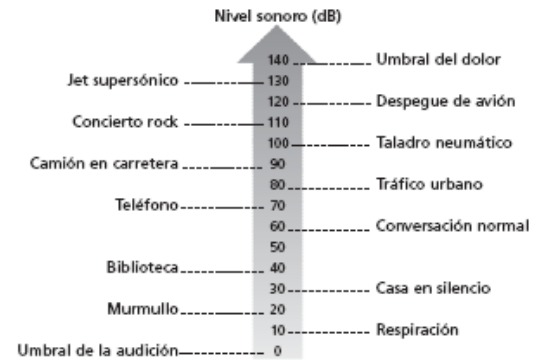 Nivel sonoro (dB)
140 Umbral del dolor
Jet supersónico 130
120 Despegue de avión
Concierto rock 110
100 Taladro neumático
Camión en carretera 90
80 Tráfico urbano
Teléfono 70
60 Conversación normal
50
Biblioteca 40
30 Casa en silencio
Murmullo 20
10 Respiración
Umbral de la audición 0